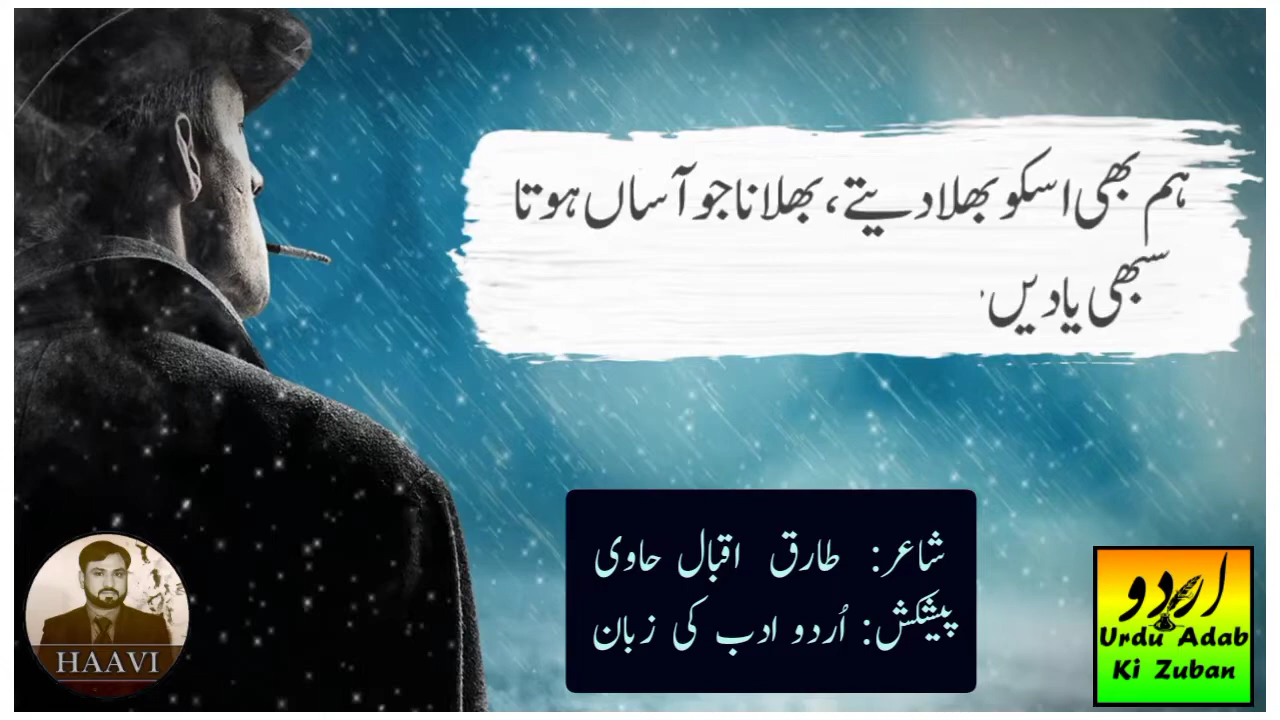 ہم بھی اسکو بھلا دیتے، بھلانا جو آساں ہوتا
سبھی یادیں
شاعر: طارق اقبال حاوی
پیشکش: اُردو ادب کی زبان
HAAVI
اردو
Urdu Adab
Ki Zuban